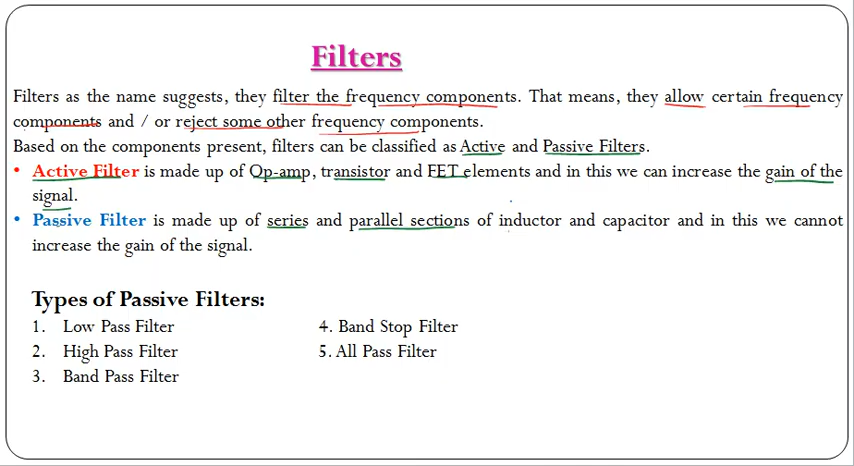 Filters
Filters as the name suggests, they filter the frequency components. That means, they allow certain frequency
components and / or reject some other frequency components.
Based on the components present, filters can be classified as Active and Passive Filters.
• Active Filter is made up of Op-amp, transistor and FET elements and in this we can increase the gain of the
signal.
• Passive Filter is made up of series and parallel sections of inductor and capacitor and in this we cannot
increase the gain of the signal.
Types of Passive Filters:
1. Low Pass Filter
2. High Pass Filter
3. Band Pass Filter
4. Band Stop Filter
5. All Pass Filter